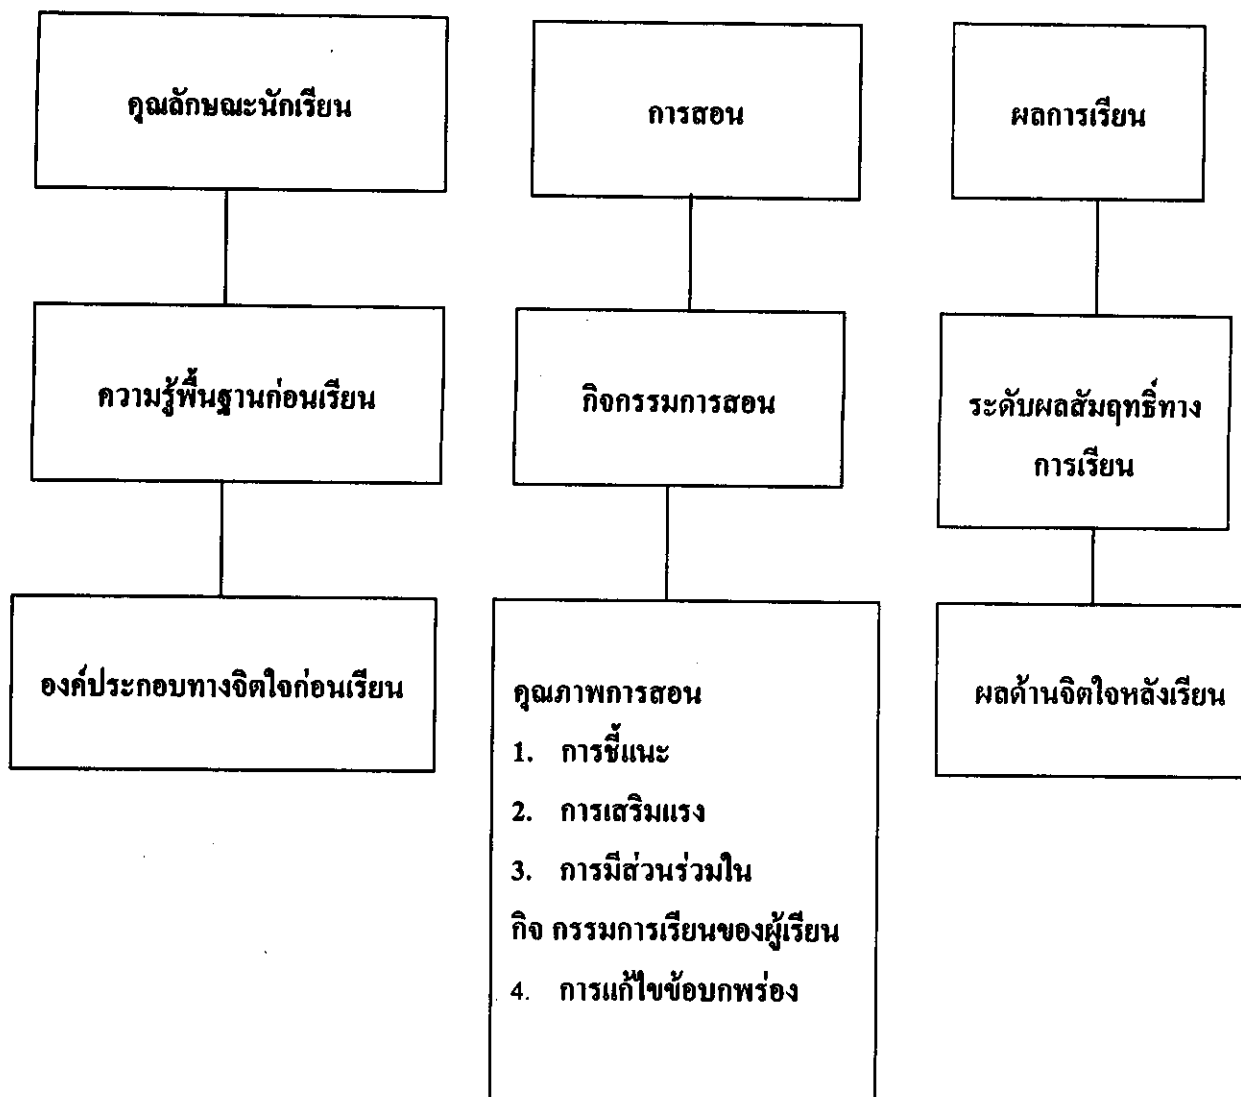 คุณลักษณะนักเรียน
การสอน
ผลการเรียน
ความรู้พื้นฐานก่อนเรียน
กิจกรรมการสอน
ระดับผลสัมฤทธิ์ทาง
การเรียน
องค์ประกอบทางจิตใจก่อนเรียน
คุณภาพการสอน
1. การชี้แนะ
2. การเสริมแรง
3. การมีส่วนร่วมใน
กิจ กรรมการเรียนของผู้เรียน
4. การแก้ไขข้อบกพร่อง
ผลด้านจิตใจหลังเรียน